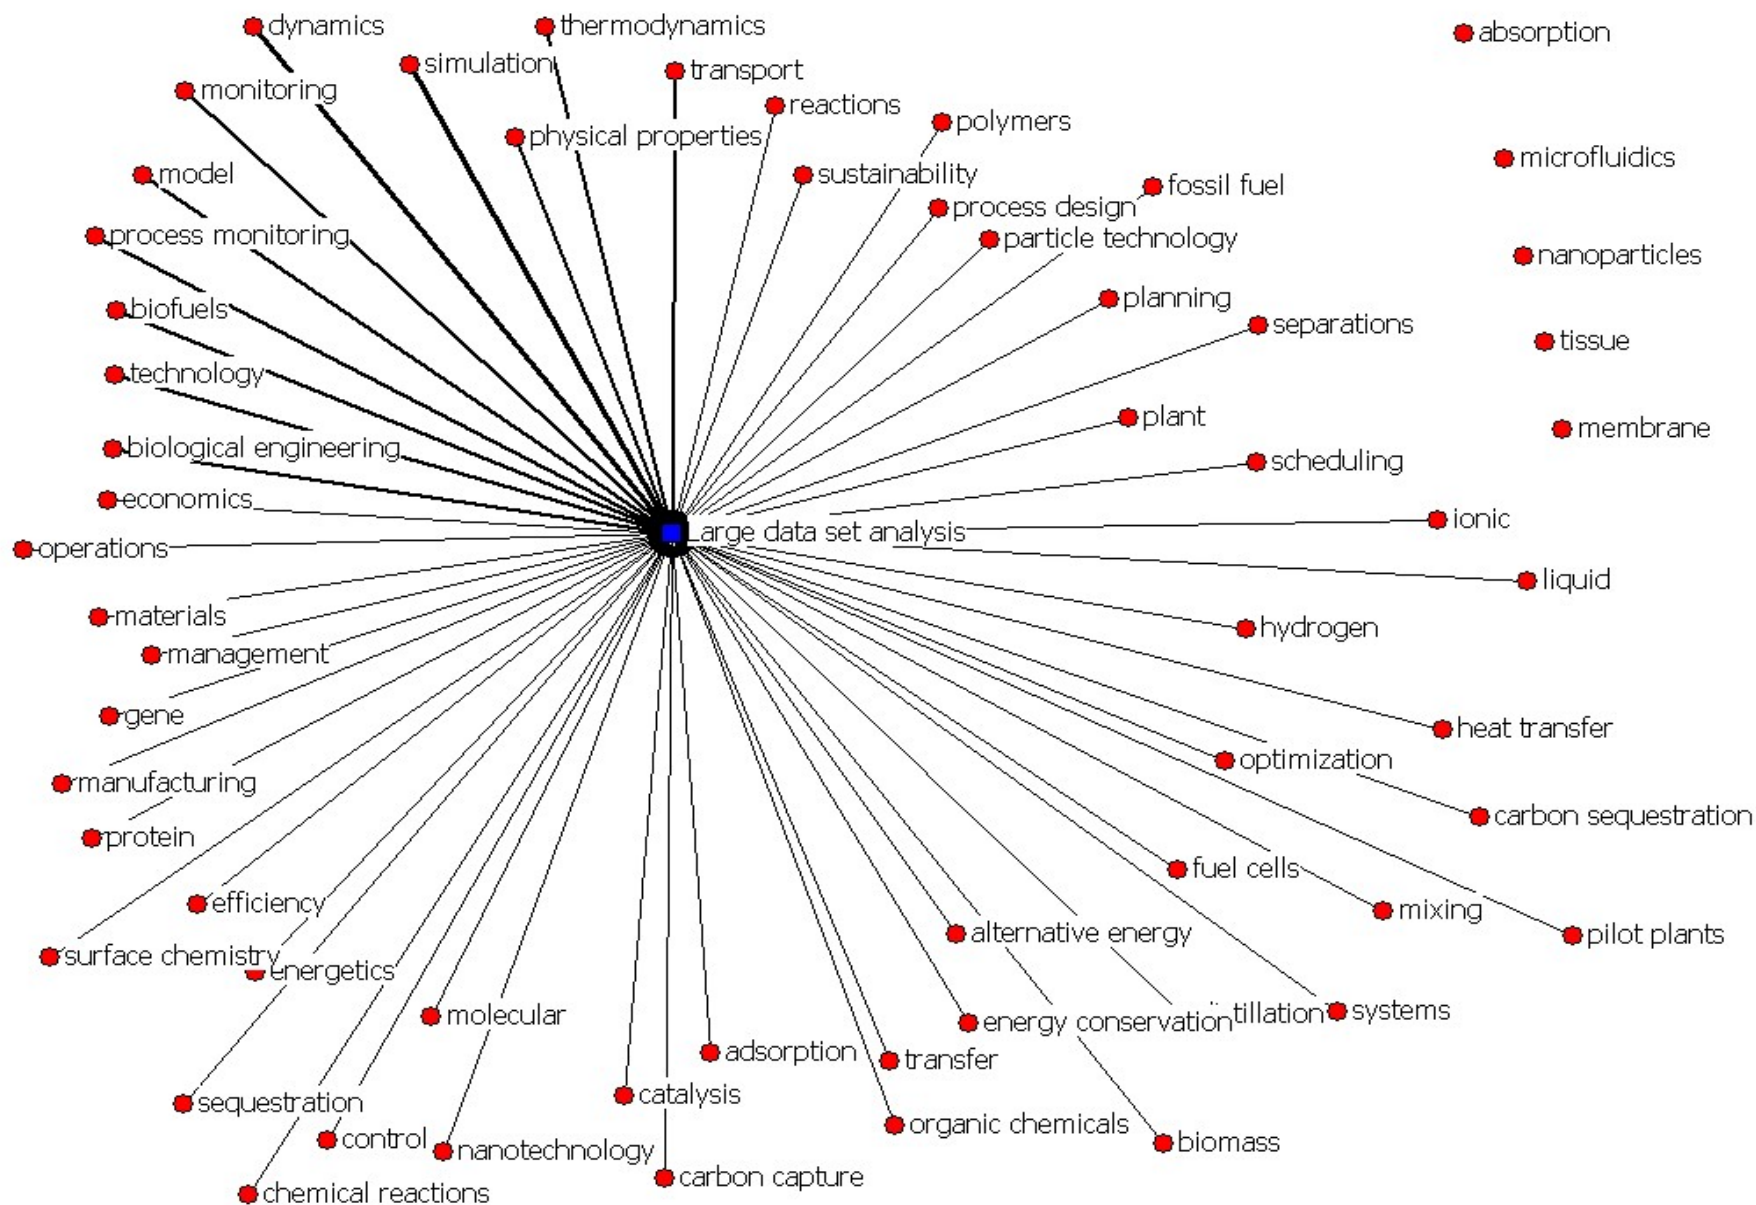 dynamics
thermodynamics
absorption
simulation
transport
monitoring
reactions
polymers
physical properties
microfluidics
model
sustainability
fossil fuel
process design
process monitoring
particle technology
nanoparticles
planning
biofuels
separations
tissue
technology
plant
membrane
biological engineering
scheduling
economics
ionic
arge data set analysis
operations
liquid
materials
hydrogen
management
gene
heat transfer
optimization
manufacturing
carbon sequestration
protein
fuel cells
efficiency
mixing
alternative energy
pilot plants
surface chemistry
energetics
molecular
energy conservation
tillation
systems
adsorption
transfer
catalysis
sequestration
organic chemicals
control
biomass
nanotechnology
carbon capture
chemical reactions